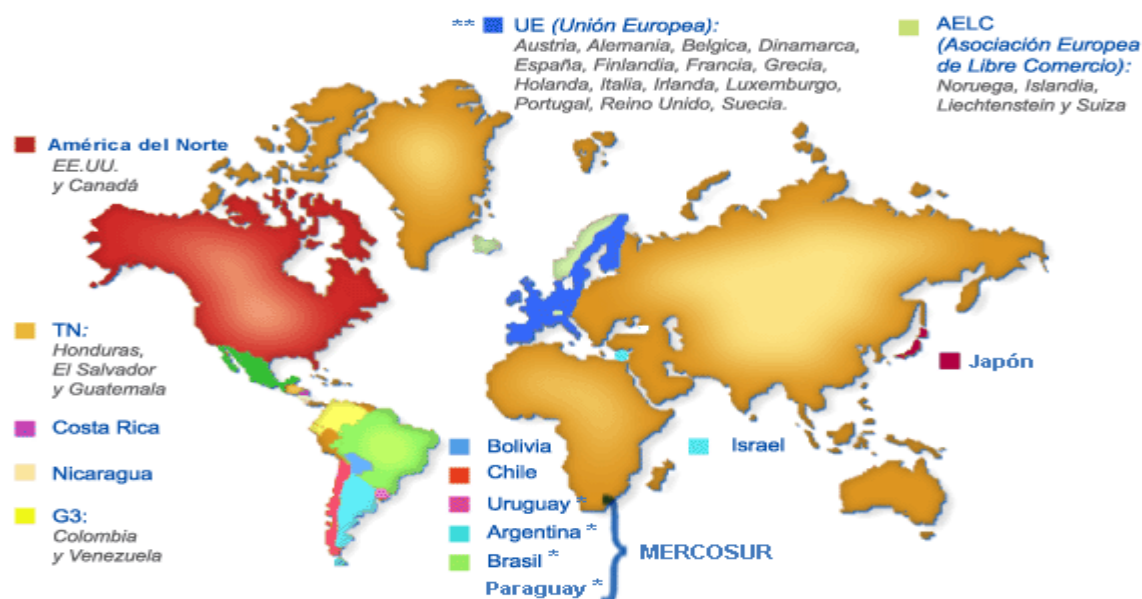 ** UE (Unión Europea):
Austria, Alemania, Belgica, Dinamarca,
España, Finlandia, Francia, Grecia,
Holanda, Italia, Irlanda, Luxemburgo,
Portugal, Reino Unido, Suecia.
AELC
(Asociación Europea
de Libre Comercio):
Noruega, Islandia,
Liechtenstein y Suiza
América del Norte
EE.UU.
y Canadá
TN:
Honduras,
El Salvador
y Guatemala
Costa Rica
Nicaragua
G3:
Colombia
y Venezuela
Bolivia
Chile
Uruguay *
Argentina *
Brasil *
Paraguay *
MERCOSUR
Israel
Japón